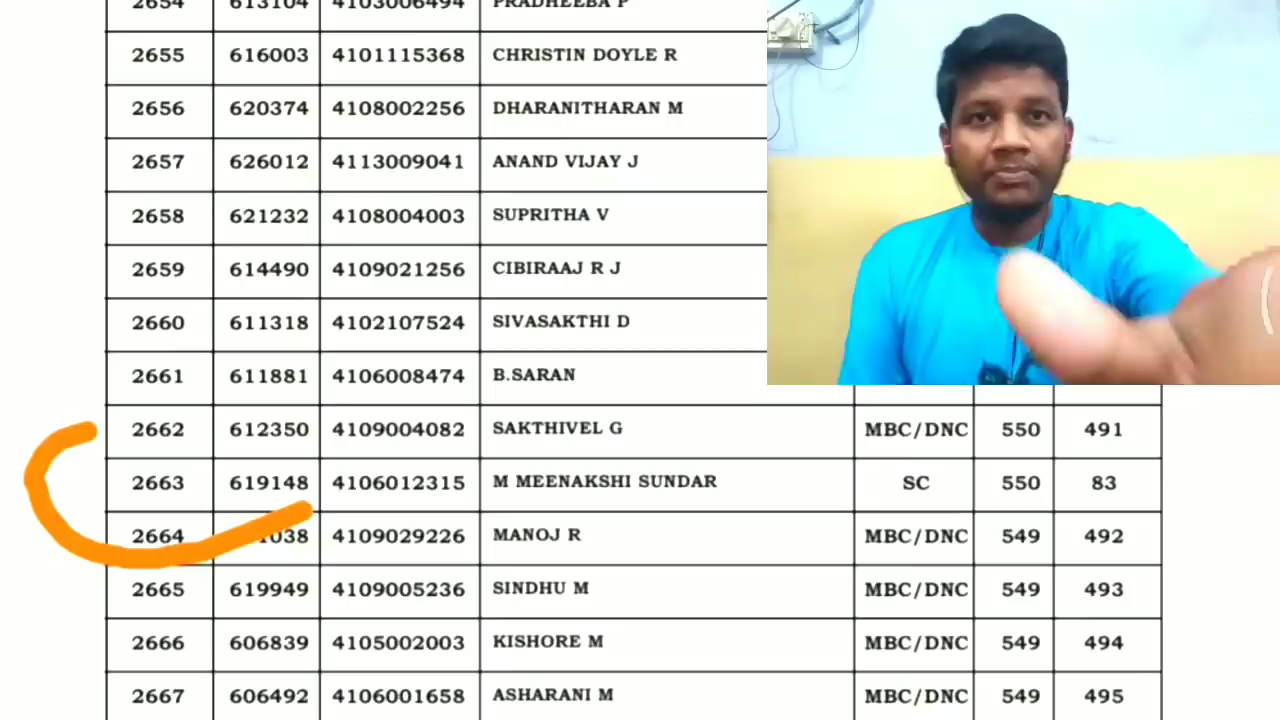 2654 613104 4103006494 PRADHEEBA P
2655 616003 4101115368 CHRISTIN DOYLE R
2656 620374 4108002256 DHARANITHARAN M
2657 626012 4113009041 ANAND VIJAY J
2658 621232 4108004003 SUPRITHA V
2659 614490 4109021256 CIBIRAAJ R J
2660 611318 4102107524 SIVASAKTHI D
2661 611881 4106008474 B.SARAN
2662 612350 4109004082 SAKTHIVEL G MBC/DNC 550 491
2663 619148 4106012315 M MEENAKSHI SUNDAR SC 550 83
2664 4109029226 MANOJ R MBC/DNC 549 492
2665 619949 4109005236 SINDHU M MBC/DNC 549 493
2666 606839 4105002003 KISHORE M MBC/DNC 549 494
2667 606492 4106001658 ASHARANI M MBC/DNC 549 495